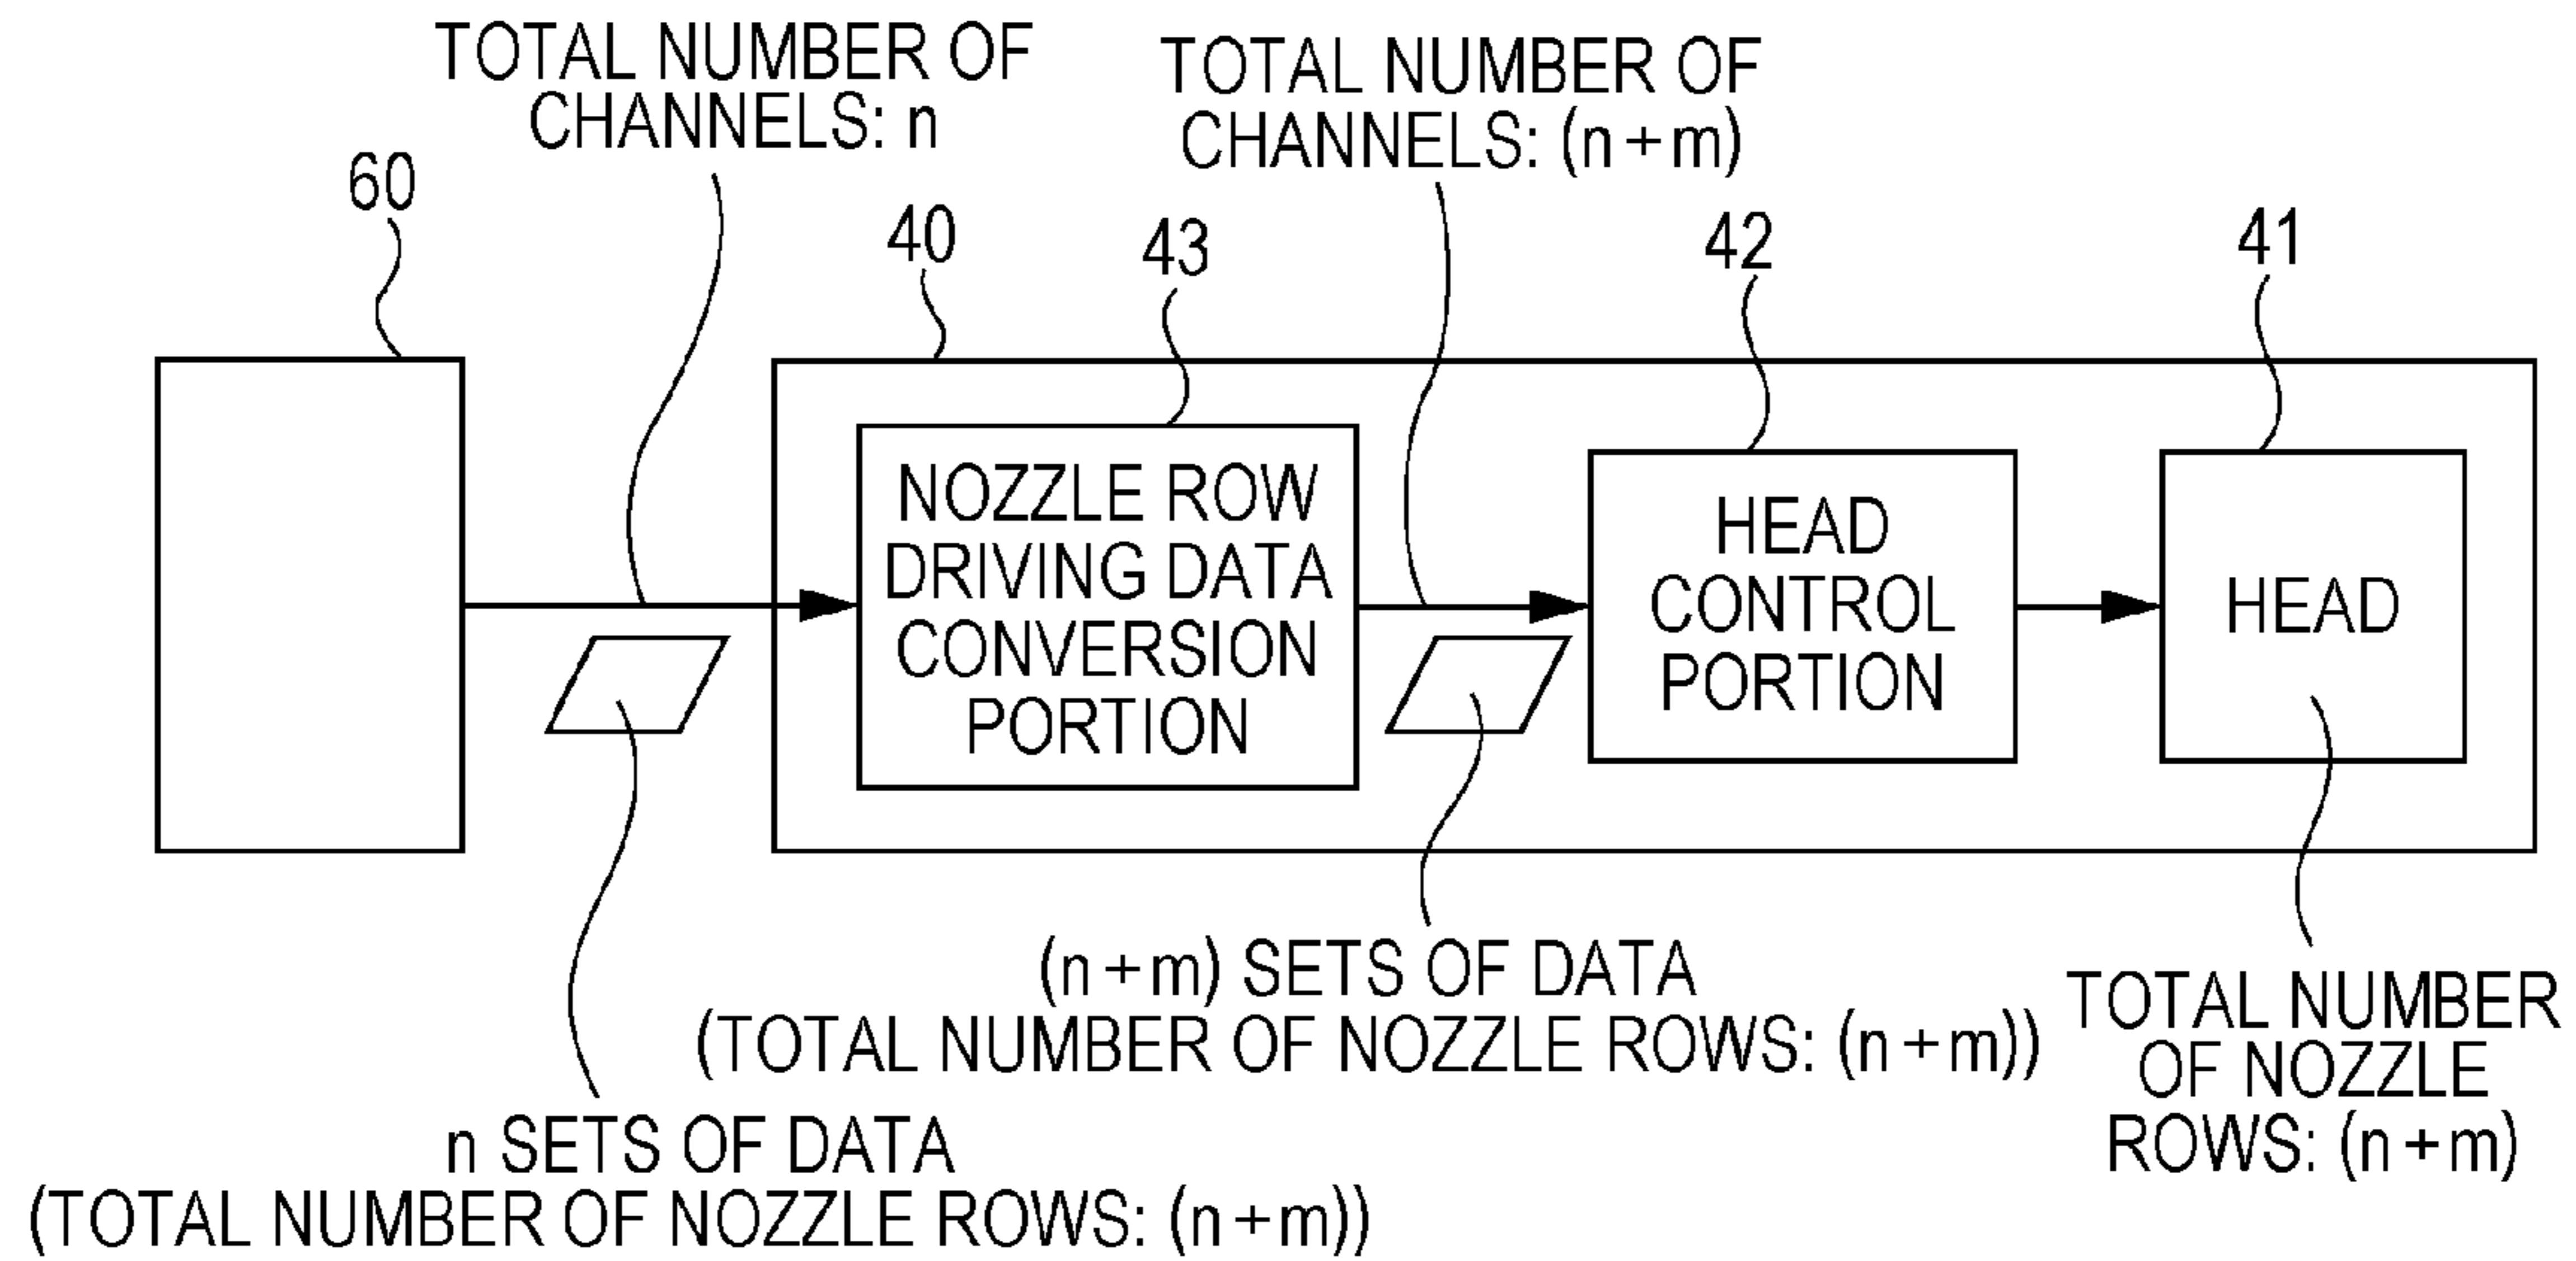 TOTAL NUMBER OF
CHANNELS: n
TOTAL NUMBER OF
CHANNELS: (n+m)
60
40
43
42
41
NOZZLE ROW
DRIVING DATA
CONVERSION
PORTION
HEAD
CONTROL
PORTION
HEAD
(n+m) SETS OF DATA
(TOTAL NUMBER OF NOZZLE ROWS: (n+m))
TOTAL NUMBER
OF NOZZLE
ROWS: (n+m)
n SETS OF DATA
(TOTAL NUMBER OF NOZZLE ROWS: (n+m))